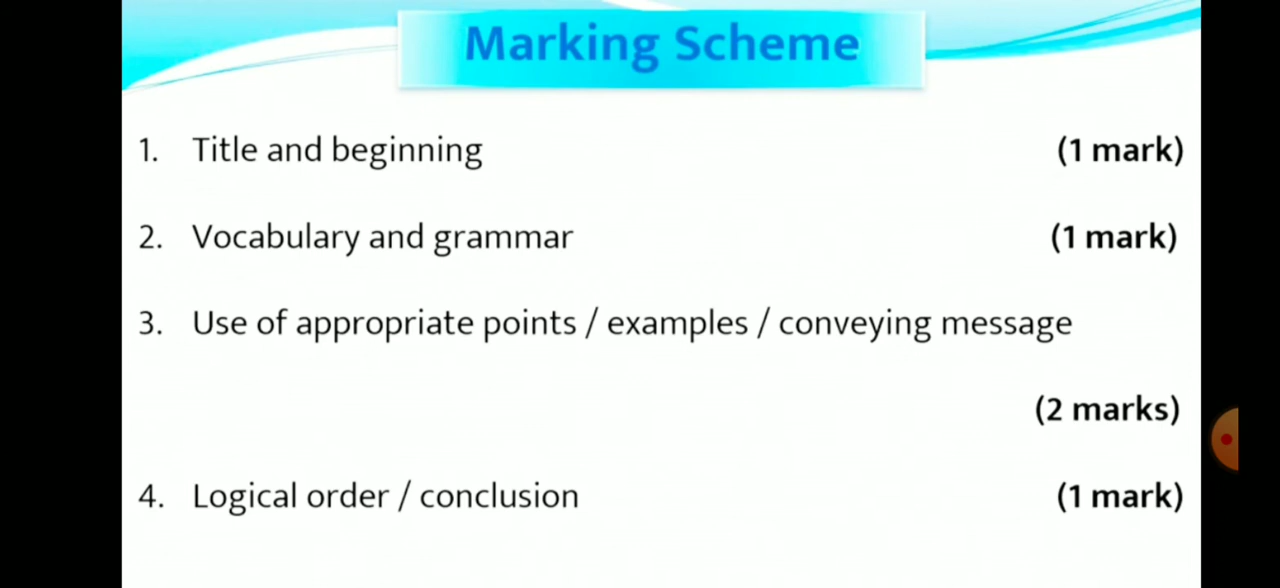 Marking Scheme
1. Title and beginning (1 mark)
2. Vocabulary and grammar (1 mark)
3. Use of appropriate points / examples / conveying message
(2 marks)
4. Logical order / conclusion (1 mark)